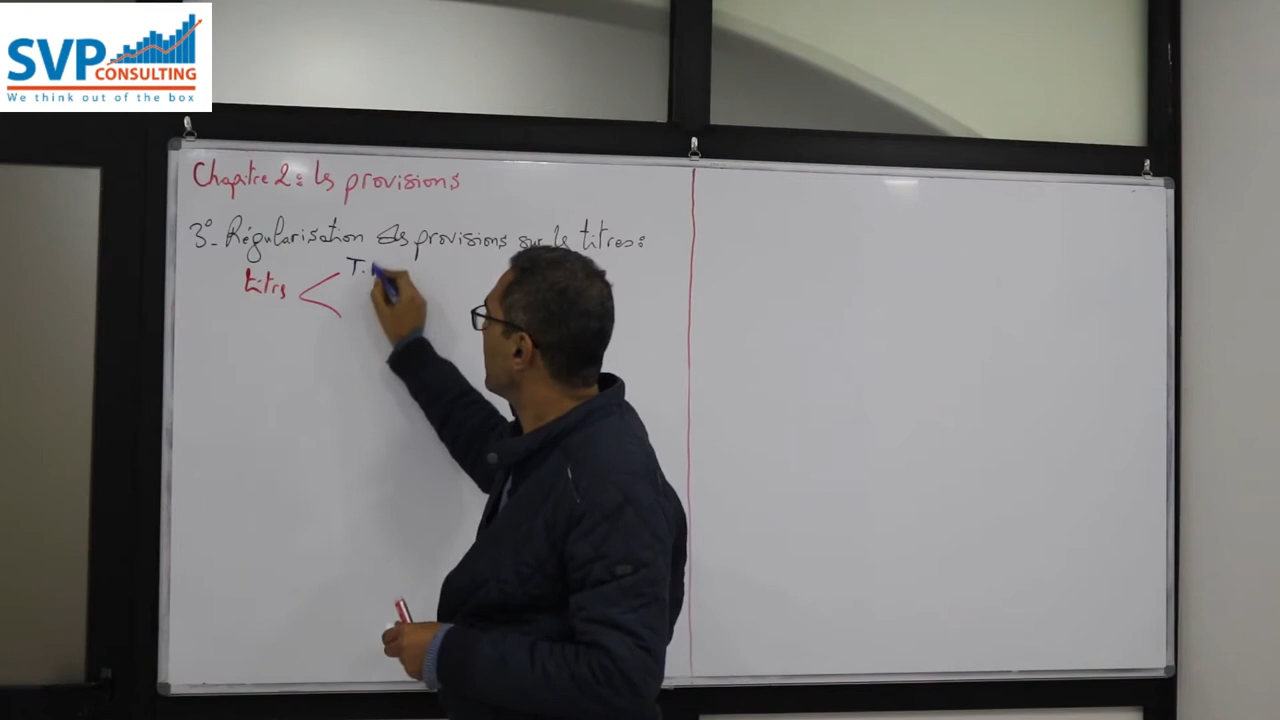 SVP
CONSULTING
We think out of the box
Chapitre 2: les provisions
3°- Régularisation des provisions sur les titres:
titres
T.